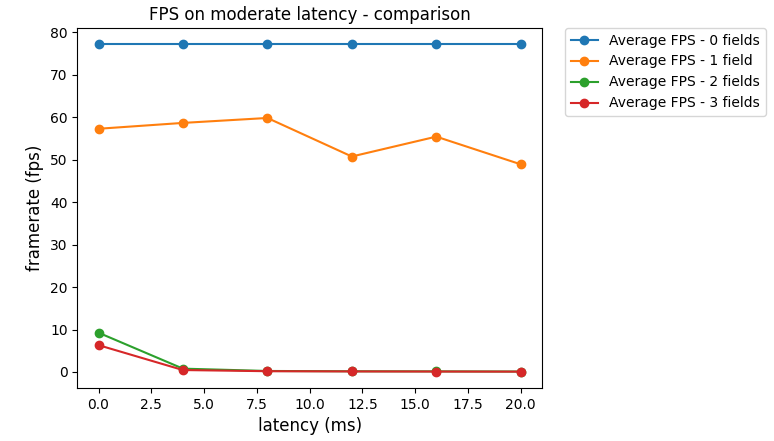 FPS on moderate latency - comparison
Average FPS - 0 fields
Average FPS - 1 field
Average FPS - 2 fields
Average FPS - 3 fields
framerate (fps)
80
70
60
50
40
30
20
10
0
0.0 2.5 5.0 7.5 10.0 12.5 15.0 17.5 20.0
latency (ms)